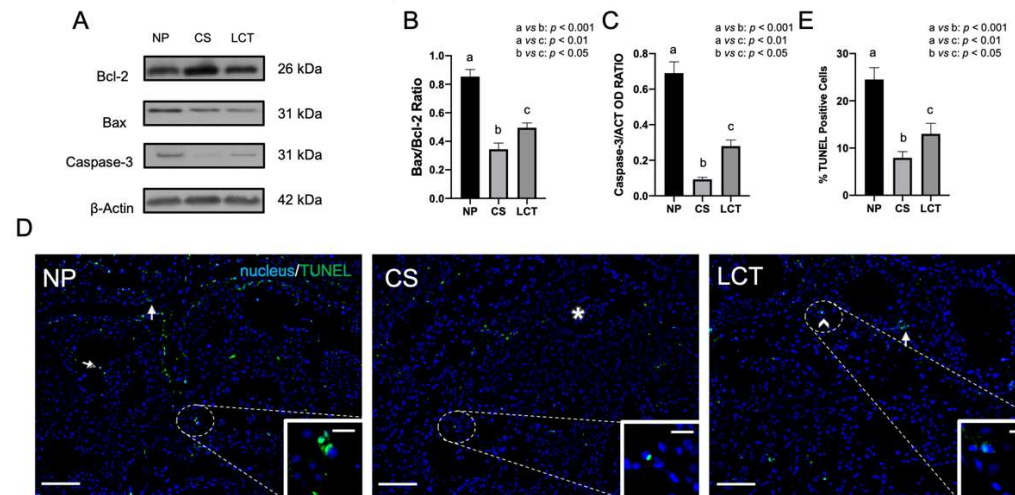 A
NP CS LCT
Bcl-2 26 kDa
Bax 31 kDa
Caspase-3 31 kDa
β-Actin 42 kDa
B
a vs b: p < 0.001
a vs c: p < 0.01
b vs c: p < 0.05
Bax/Bcl-2 Ratio
1.0
0.8
0.6
0.4
0.2
0.0
a
b
c
NP CS LCT
C
a vs b: p < 0.001
a vs c: p < 0.01
b vs c: p < 0.05
Caspase-3/ACT OD RATIO
0.8
0.6
0.4
0.2
0.0
a
b
c
NP CS LCT
E
a vs b: p < 0.001
a vs c: p < 0.01
b vs c: p < 0.05
% TUNEL Positive Cells
30
20
10
0
a
b
c
NP CS LCT
D
NP
nucleus/TUNEL
CS
*
LCT